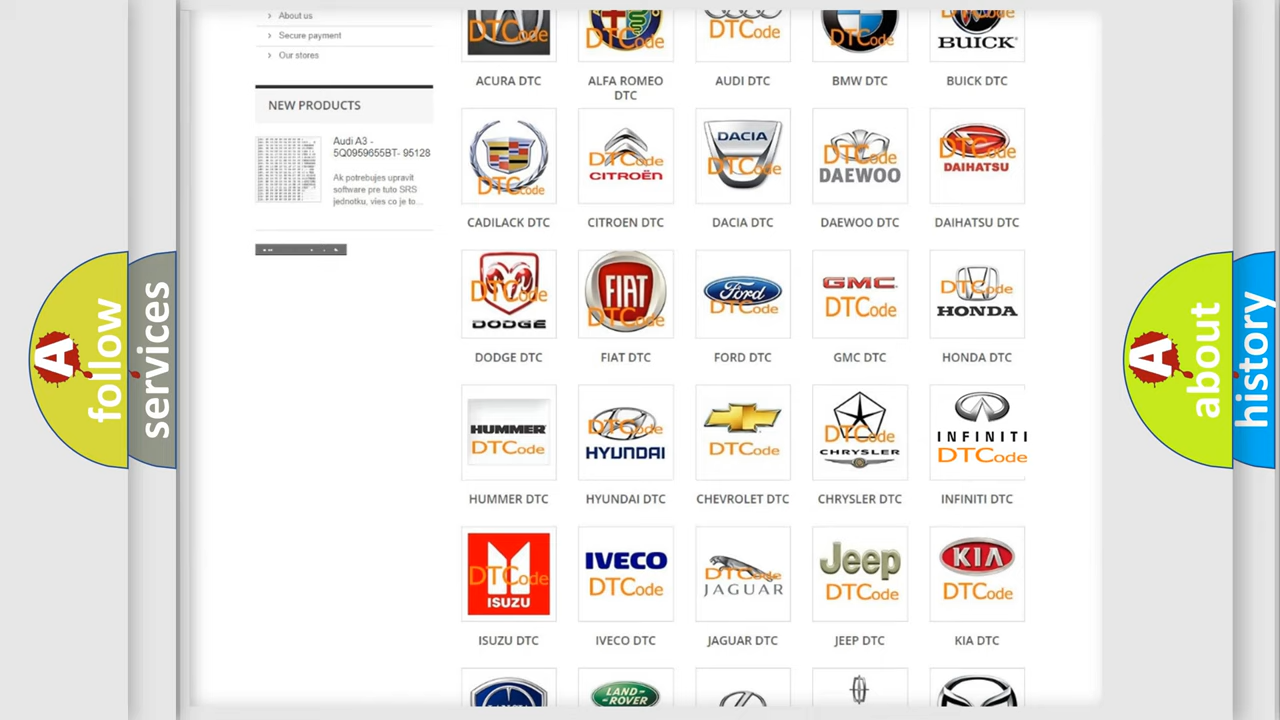 About us
Secure payment
Our stores
NEW PRODUCTS
Audi A3 -
5Q0959655BT- 95128
Ak potrebujes upravit
software pre tuto SRS
jednotku, vies co je to...
DTCode
DTCode
DTCode
DTCode
BUICK
ACURA DTC
ALFA ROMEO
DTC
AUDI DTC
BMW DTC
BUICK DTC
DTCode
DTCode
CITROËN
DACIA
DTCode
DTCode
DAEWOO
DTCode
DAIHATSU
CADILACK DTC
CITROEN DTC
DACIA DTC
DAEWOO DTC
DAIHATSU DTC
DTCode
DODGE
FIAT
DTCode
Ford
DTCode
GMC
DTCode
DTCode
HONDA
DODGE DTC
FIAT DTC
FORD DTC
GMC DTC
HONDA DTC
HUMMER
DTCode
DTCode
HYUNDAI
DTCode
DTCode
CHRYSLER
INFINITI
DTCode
HUMMER DTC
HYUNDAI DTC
CHEVROLET DTC
CHRYSLER DTC
INFINITI DTC
DTCode
ISUZU
IVECO
DTCode
DTCode
JAGUAR
Jeep
DTCode
KIA
DTCode
ISUZU DTC
IVECO DTC
JAGUAR DTC
JEEP DTC
KIA DTC
LAND-
ROVER
A
follow
services
A
about
history